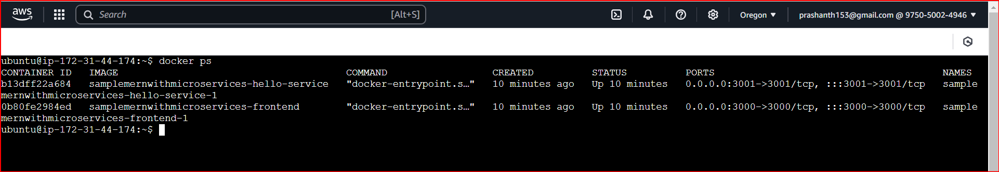 aws Search [Alt+S] Oregon prashanth153@gmail.com @ 9750-5002-4946
ubuntu@ip-172-31-44-174:~$ docker ps
CONTAINER ID IMAGE COMMAND CREATED STATUS PORTS NAMES
b13dff22a684 samplemernwithmicroservices-hello-service "docker-entrypoint.s…" 10 minutes ago Up 10 minutes 0.0.0.0:3001->3001/tcp, :::3001->3001/tcp sample
mernwithmicroservices-hello-service-1
0b80fe2984ed samplemernwithmicroservices-frontend "docker-entrypoint.s…" 10 minutes ago Up 10 minutes 0.0.0.0:3000->3000/tcp, :::3000->3000/tcp sample
mernwithmicroservices-frontend-1
ubuntu@ip-172-31-44-174:~$